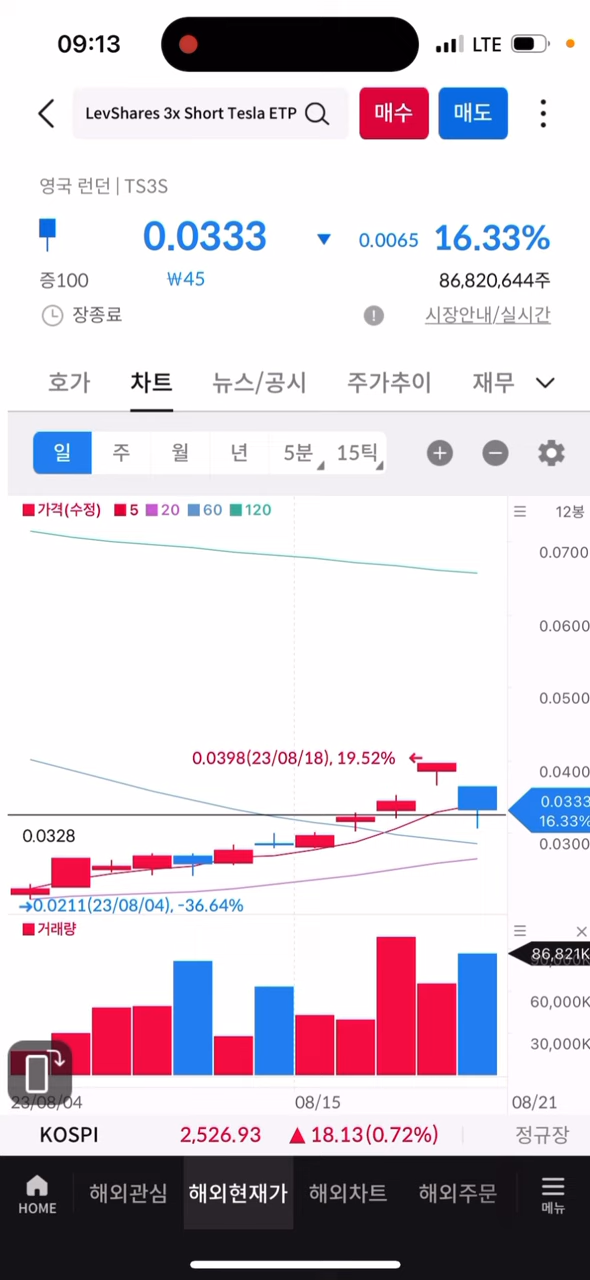 09:13 LTE
LevShares 3x Short Tesla ETP 매수 매도
영국 런던 | TS3S
0.0333 ▼ 0.0065 16.33%
증100 ₩45 86,820,644주
장종료 시장안내/실시간
호가 차트 뉴스/공시 주가추이 재무
일 주 월 년 5분 15틱
가격(수정) 5 20 60 120 12봉
0.0700
0.0600
0.0500
0.0398(23/08/18), 19.52%
0.0400
0.0333
16.33%
0.0328
0.0300
0.0211(23/08/04), -36.64%
거래량
86,821K
60,000K
30,000K
23/08/04 08/15 08/21
KOSPI 2,526.93 ▲ 18.13(0.72%) 정규장
HOME 해외관심 해외현재가 해외차트 해외주문 메뉴